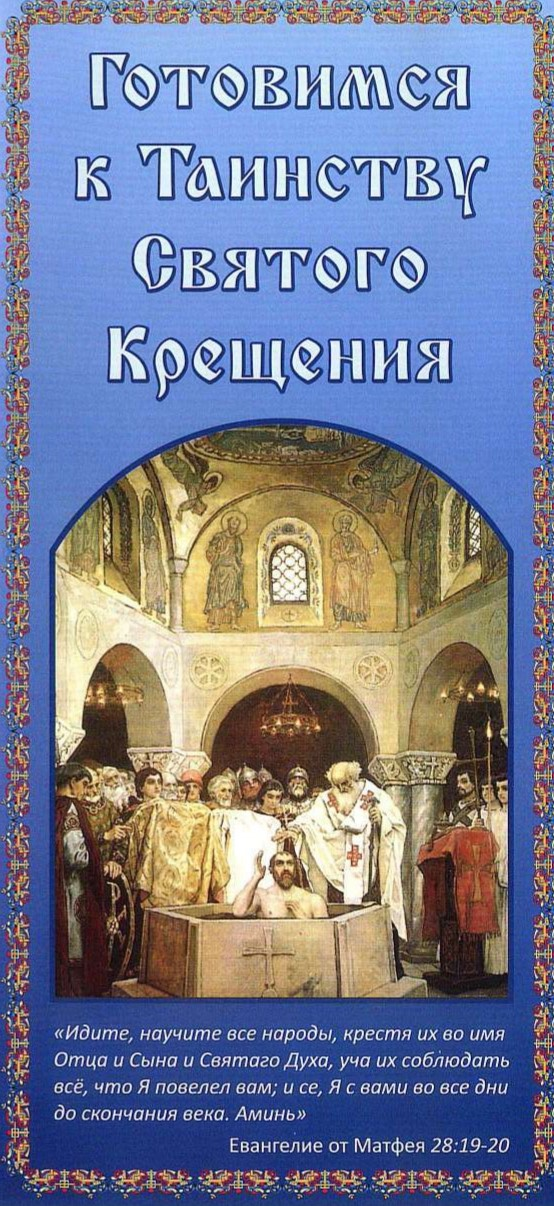 Готовимся
к Таинству
Святого
Крещения
«Идите, научите все народы, крестя их во имя
Отца и Сына и Святаго Духа, уча их соблюдать
всё, что Я повелел вам; и се, Я с вами во все дни
до скончания века. Аминь»
Евангелие от Матфея 28:19-20